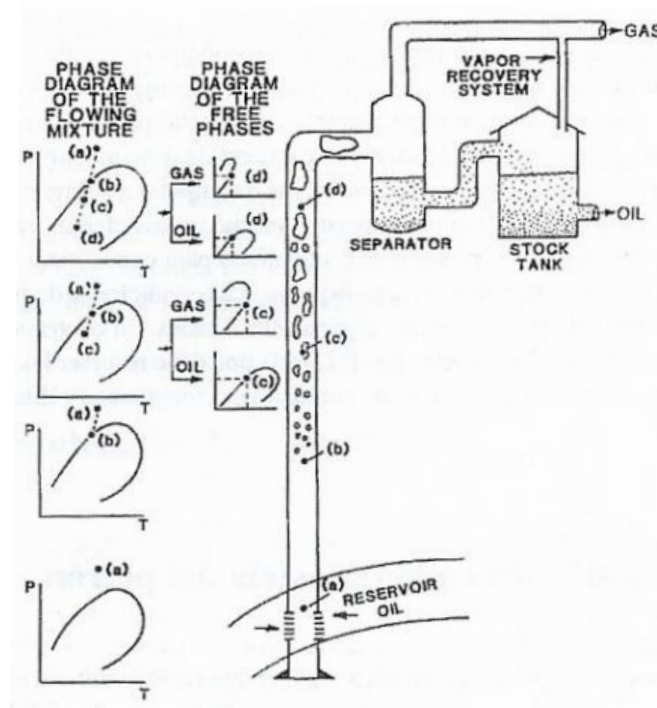 PHASE
DIAGRAM
OF THE
FLOWING
MIXTURE
P
(a)
(b)
(c)
(d)
T
PHASE
DIAGRAM
OF THE
FREE
PHASES
GAS
(d)
OIL
(d)
P
(a)
(b)
(c)
T
GAS
(c)
OIL
(c)
P
(a)
(b)
T
P
(a)
T
GAS
VAPOR
RECOVERY
SYSTEM
OIL
SEPARATOR
STOCK
TANK
(d)
(c)
(b)
(a)
RESERVOIR
OIL